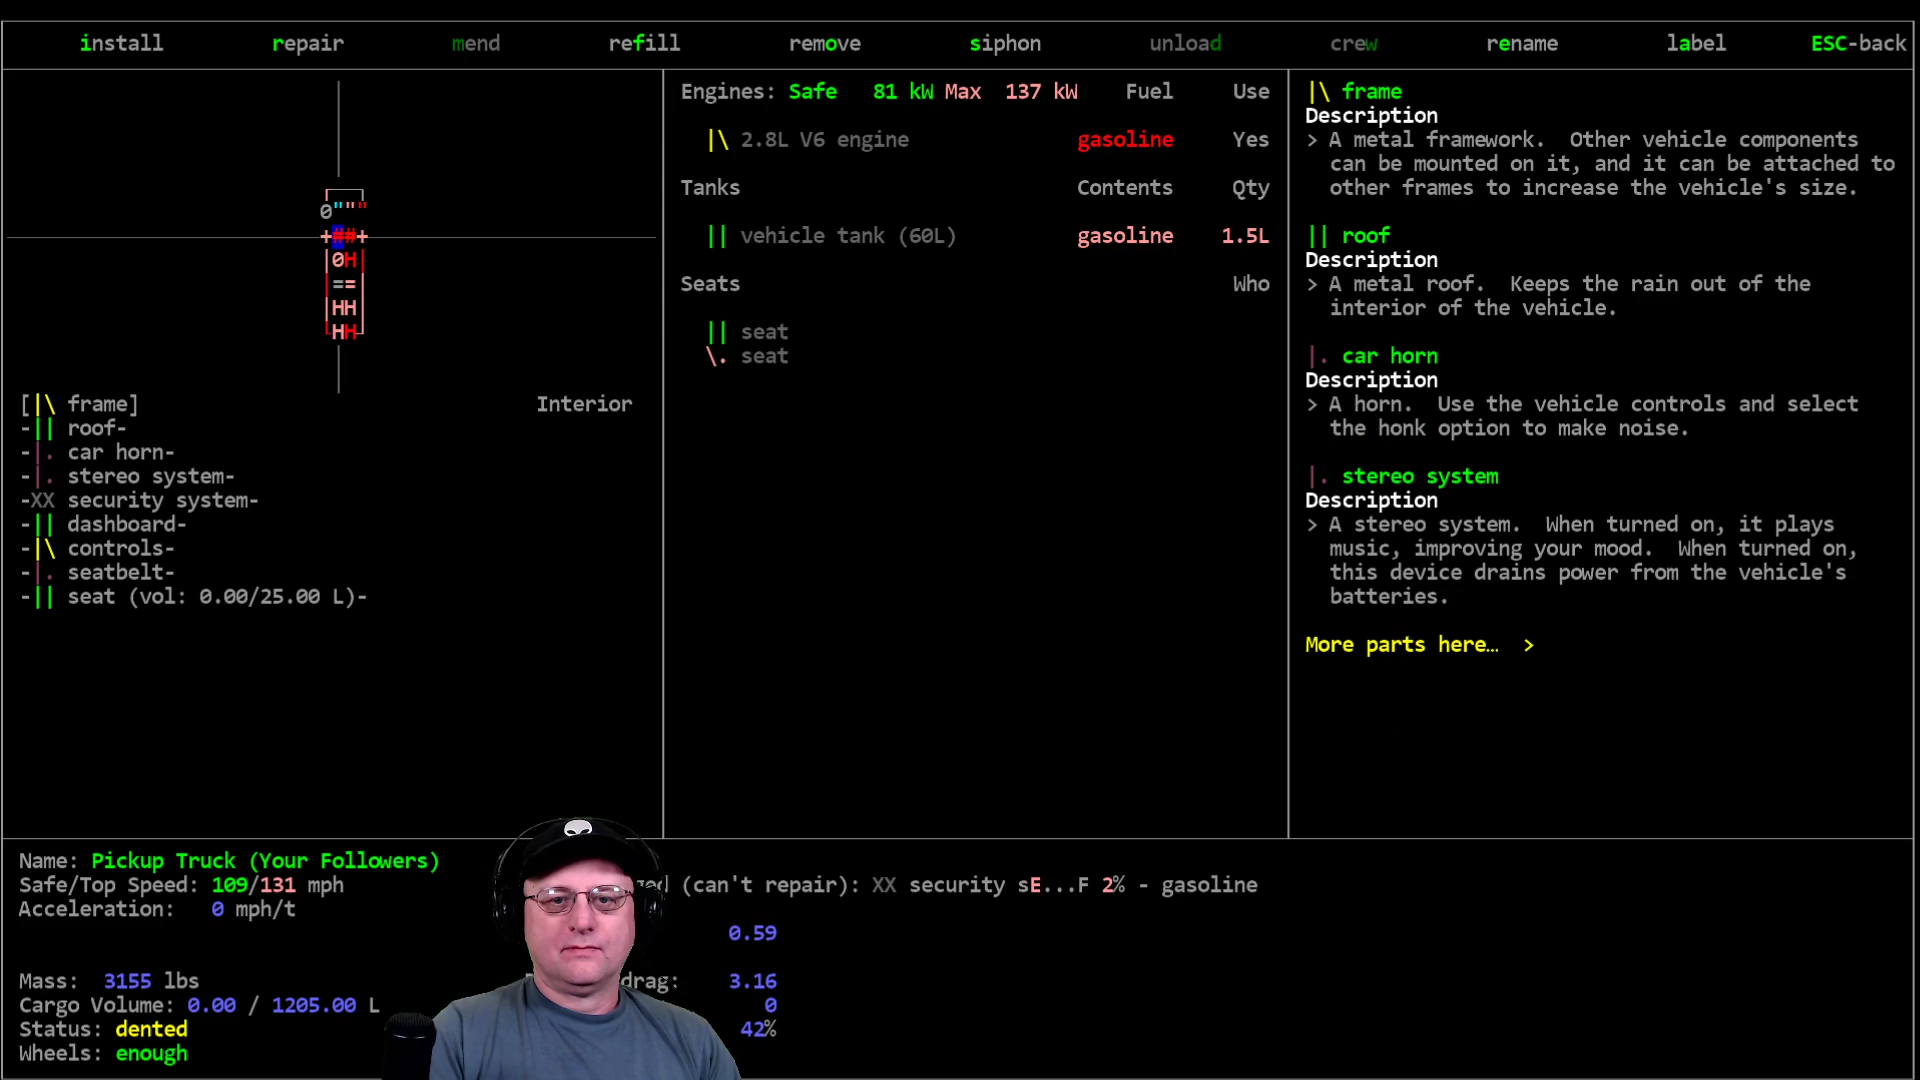 install repair mend refill remove siphon unload crew rename label ESC-back
0"""
+##+
|0H|
|==|
|HH|
HH
[|\ frame] Interior
-|| roof-
-|. car horn-
-|. stereo system-
-XX security system-
-|| dashboard-
-|\ controls-
-|. seatbelt-
-|| seat (vol: 0.00/25.00 L)-
Engines: Safe 81 kW Max 137 kW Fuel Use
|\ 2.8L V6 engine gasoline Yes
Tanks Contents Qty
|| vehicle tank (60L) gasoline 1.5L
Seats Who
|| seat
\. seat
|\ frame
Description
> A metal framework. Other vehicle components
can be mounted on it, and it can be attached to
other frames to increase the vehicle's size.
|| roof
Description
> A metal roof. Keeps the rain out of the
interior of the vehicle.
|. car horn
Description
> A horn. Use the vehicle controls and select
the honk option to make noise.
|. stereo system
Description
> A stereo system. When turned on, it plays
music, improving your mood. When turned on,
this device drains power from the vehicle's
batteries.
More parts here… >
Name: Pickup Truck (Your Followers)
Safe/Top Speed: 109/131 mph
Acceleration: 0 mph/t
Mass: 3155 lbs
Cargo Volume: 0.00 / 1205.00 L
Status: dented
Wheels: enough
(can't repair): XX security sE...F 2% - gasoline
0.59
drag: 3.16
0
42%